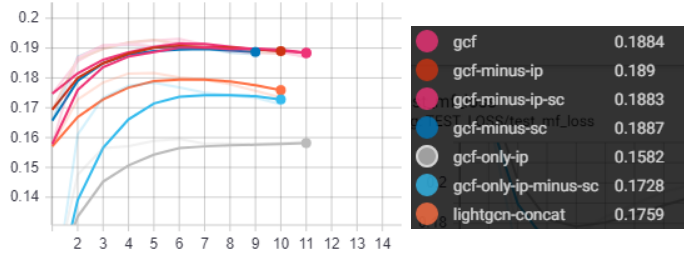 0.2
0.19
0.18
0.17
0.16
0.15
0.14
2 3 4 5 6 7 8 9 10 11 12 13 14
gcf 0.1884
gcf-minus-ip 0.189
gcf-minus-ip-sc 0.1883
TEST_LOSS/test_mf_loss
gcf-minus-sc 0.1887
gcf-only-ip 0.1582
gcf-only-ip-minus-sc 0.1728
lightgcn-concat 0.1759